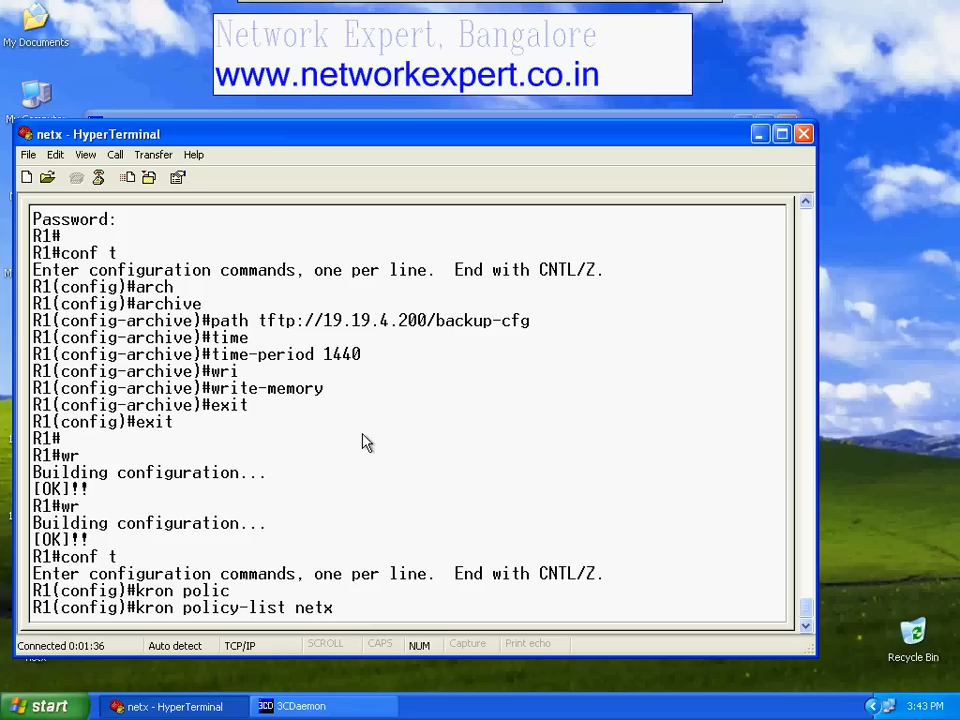 My Documents
Network Expert, Bangalore
www.networkexpert.co.in
netx - HyperTerminal
File Edit View Call Transfer Help
Password:
R1#
R1#conf t
Enter configuration commands, one per line.  End with CNTL/Z.
R1(config)#arch
R1(config)#archive
R1(config-archive)#path tftp://19.19.4.200/backup-cfg
R1(config-archive)#time
R1(config-archive)#time-period 1440
R1(config-archive)#wri
R1(config-archive)#write-memory
R1(config-archive)#exit
R1(config)#exit
R1#
R1#wr
Building configuration...
[OK]!!
R1#wr
Building configuration...
[OK]!!
R1#conf t
Enter configuration commands, one per line.  End with CNTL/Z.
R1(config)#kron polic
R1(config)#kron policy-list netx
Connected 0:01:36 Auto detect TCP/IP SCROLL CAPS NUM Capture Print echo
Recycle Bin
start netx - HyperTerminal 3CD 3CDaemon 3:43 PM